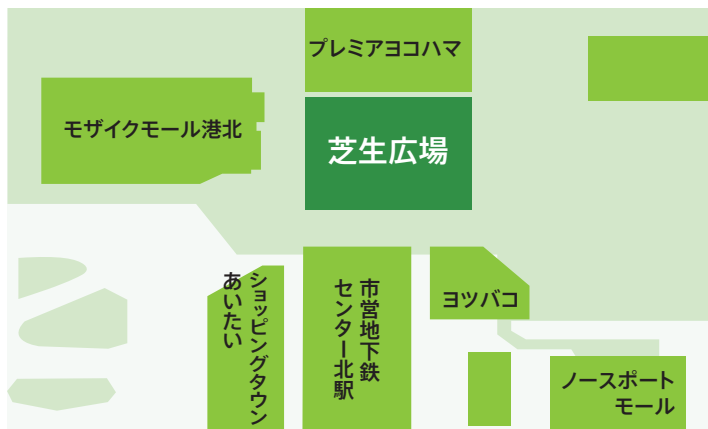 プレミアヨコハマ
モザイクモール港北
芝生広場
ショッピングタウン
あいたい
市営地下鉄
センター北駅
ヨツバコ
ノースポート
モール